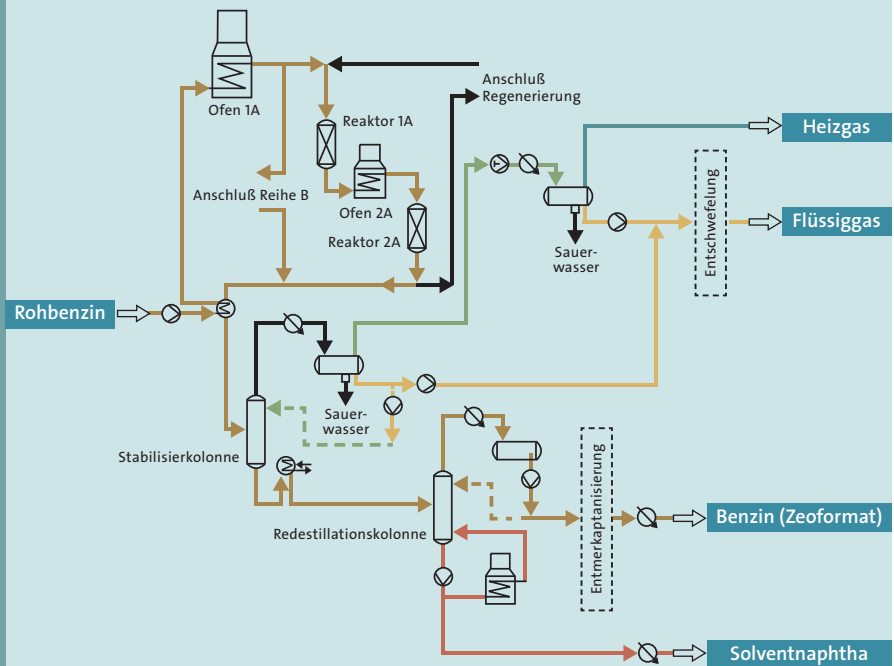 Ofen 1A
Anschluß
Regenerierung
Reaktor 1A
Heizgas
Anschluß Reihe B
Ofen 2A
Reaktor 2A
Entschwefelung
Flüssiggas
Sauer-
wasser
Rohbenzin
Sauer-
wasser
Stabilisierkolonne
Redestillationskolonne
Entmerkaptanisierung
Benzin (Zeoformat)
Solventnaphtha